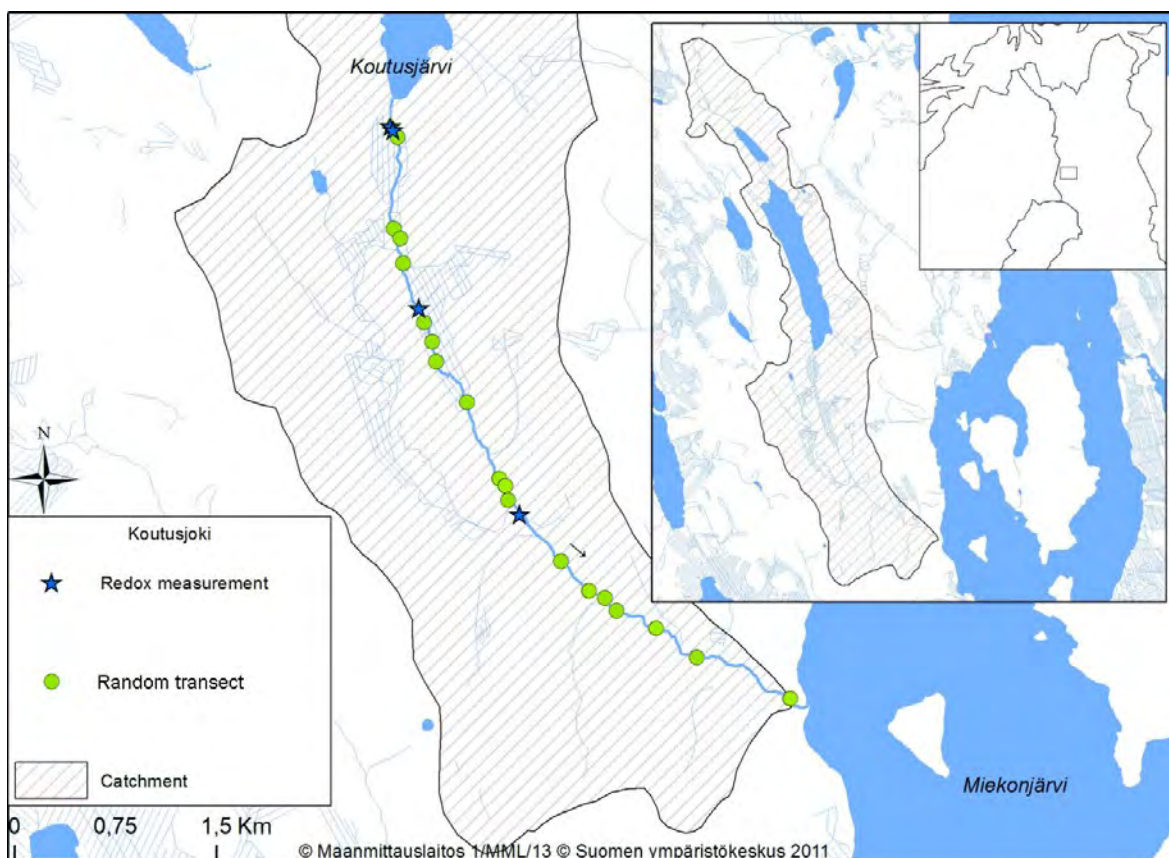 Koutusjärvi
N
Koutusjoki
Redox measurement
Random transect
Catchment
Miekonjärvi
0 0,75 1,5 Km
© Maanmittauslaitos 1/MML/13 © Suomen ympäristökeskus 2011